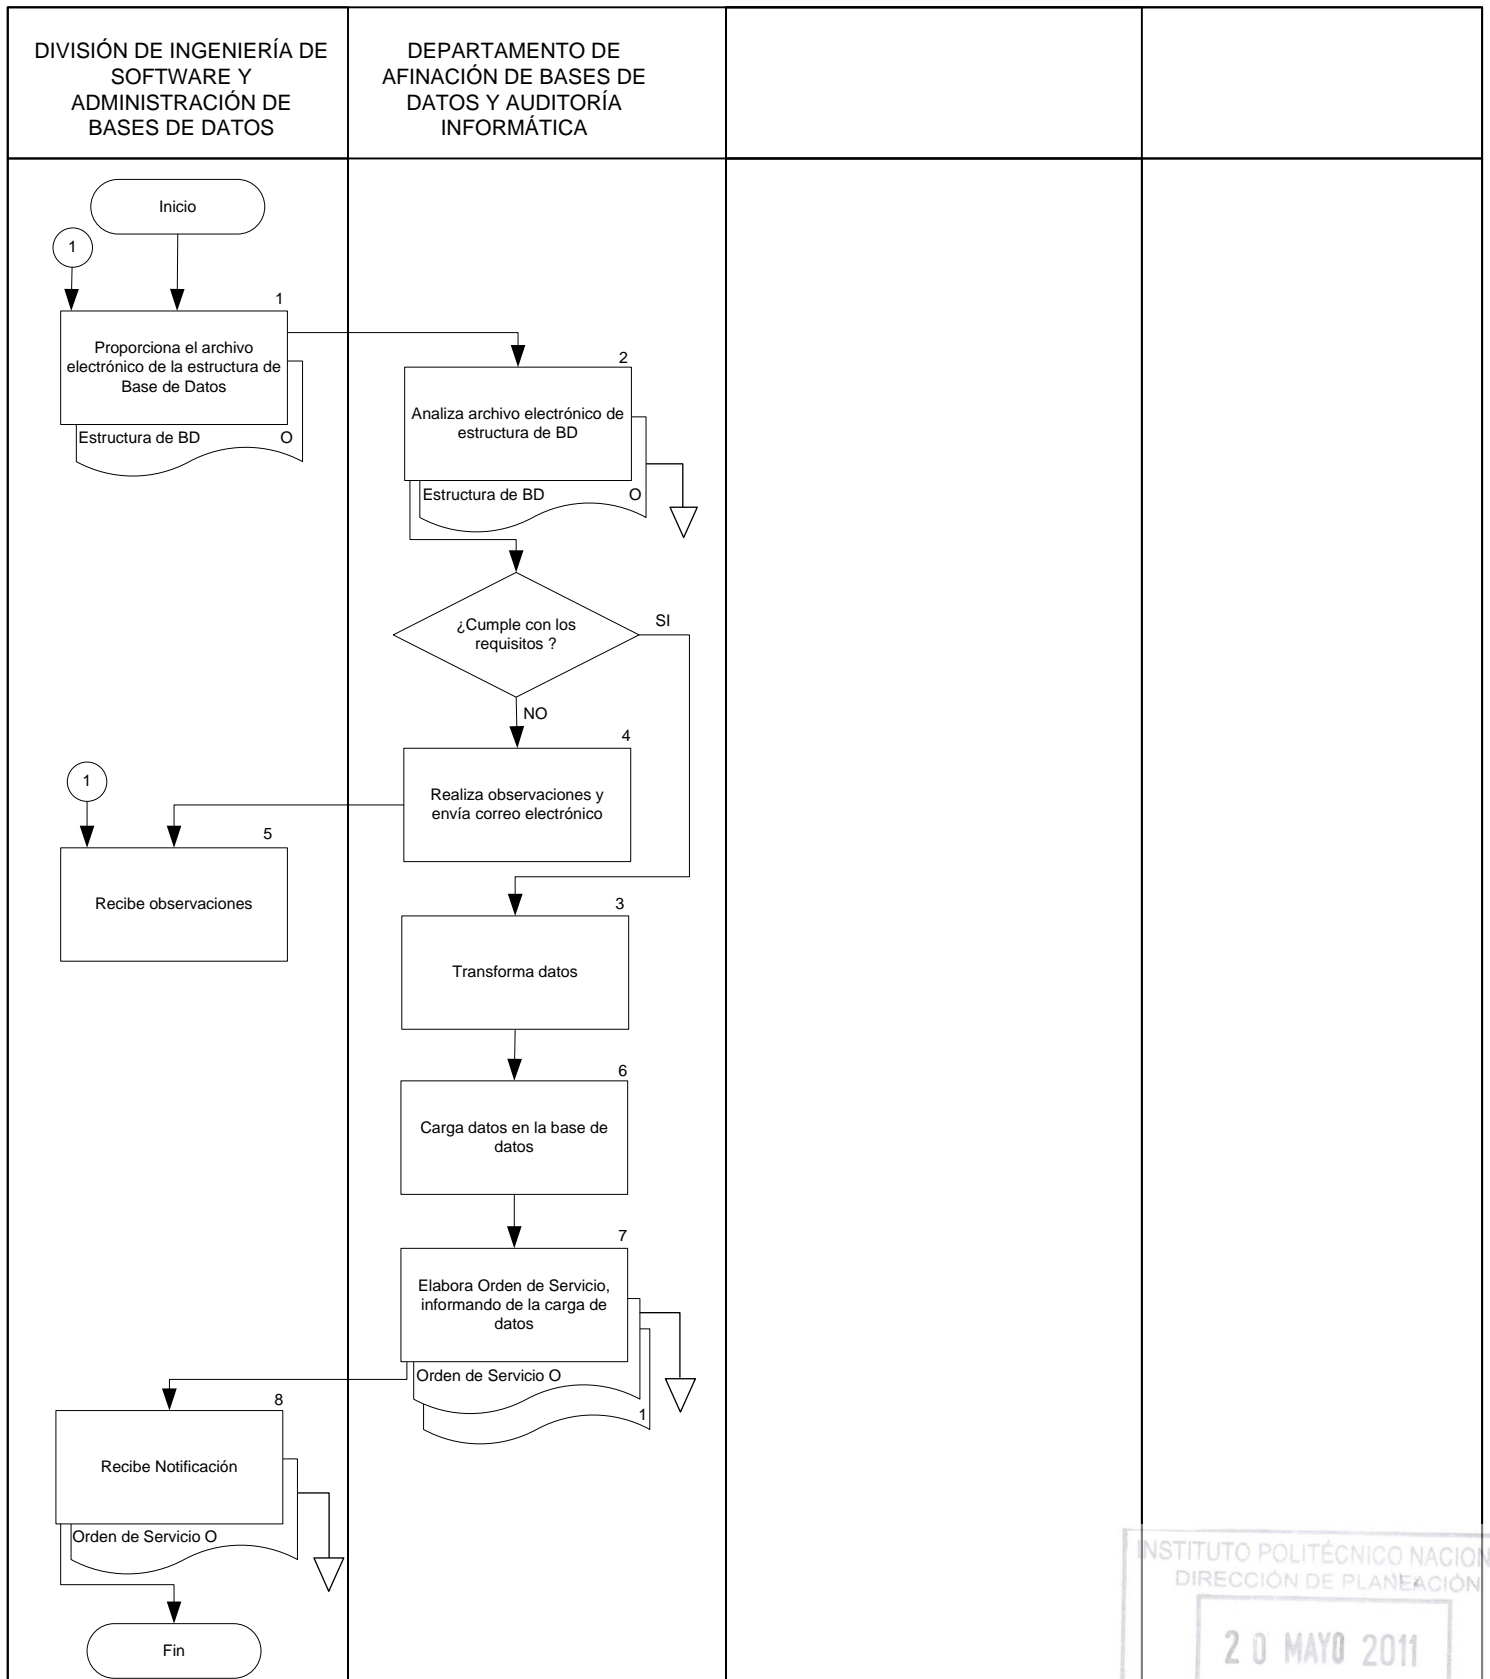 DIVISIÓN DE INGENIERÍA DE
SOFTWARE Y
ADMINISTRACIÓN DE
BASES DE DATOS
DEPARTAMENTO DE
AFINACIÓN DE BASES DE
DATOS Y AUDITORÍA
INFORMÁTICA
Inicio
1
1
Proporciona el archivo
electrónico de la estructura de
Base de Datos
Estructura de BD O
2
Analiza archivo electrónico de
estructura de BD
Estructura de BD O
¿Cumple con los
requisitos ?
SI
NO
4
Realiza observaciones y
envía correo electrónico
1
5
Recibe observaciones
3
Transforma datos
6
Carga datos en la base de
datos
7
Elabora Orden de Servicio,
informando de la carga de
datos
Orden de Servicio O
1
8
Recibe Notificación
Orden de Servicio O
Fin
INSTITUTO POLITÉCNICO NACION
DIRECCIÓN DE PLANEACIÓN
20 MAYO 2011